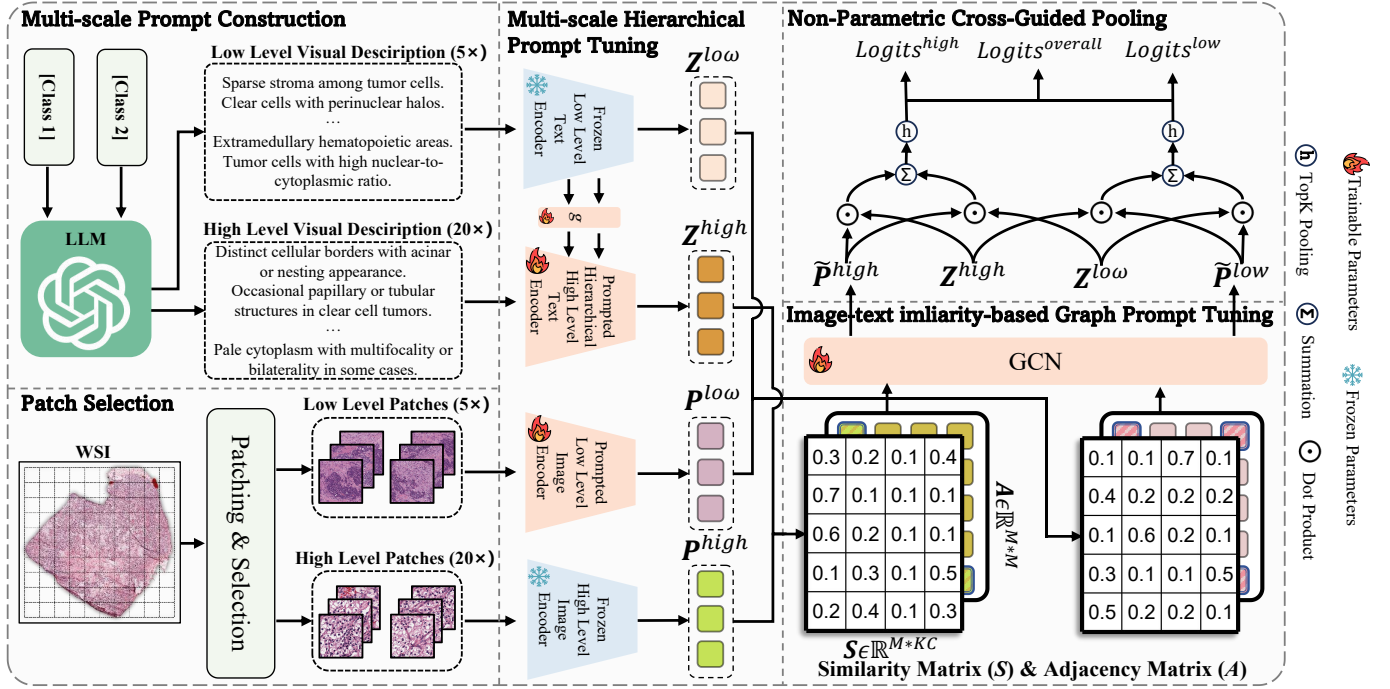 Multi-scale Prompt Construction
[Class 1]
[Class 2]
LLM
Low Level Visual Desciription (5×)
Sparse stroma among tumor cells.
Clear cells with perinuclear halos.
…
Extramedullary hematopoietic areas.
Tumor cells with high nuclear-to-
cytoplasmic ratio.
High Level Visual Desciription (20×)
Distinct cellular borders with acinar
or nesting appearance.
Occasional papillary or tubular
structures in clear cell tumors.
…
Pale cytoplasm with multifocality or
bilaterality in some cases.
Patch Selection
WSI
Patching & Selection
Low Level Patches (5×)
High Level Patches (20×)
Multi-scale Hierarchical
Prompt Tuning
Frozen
Low Level
Text
Encoder
g
Prompted
Hierarchical
High Level
Text
Encoder
Prompted
Low Level
Image
Encoder
Frozen
High Level
Image
Encoder
Z^low
Z^high
P^low
P^high
Non-Parametric Cross-Guided Pooling
Logits^high
Logits^overall
Logits^low
h
h
Σ
Σ
P̃^high
Z^high
Z^low
P̃^low
Image-text imliarity-based Graph Prompt Tuning
GCN
0.3 0.2 0.1 0.4
0.7 0.1 0.1 0.1
0.6 0.2 0.1 0.1
0.1 0.3 0.1 0.5
0.2 0.4 0.1 0.3
A∈ℝ^M*M
S∈ℝ^M*KC
0.1 0.1 0.7 0.1
0.4 0.2 0.2 0.2
0.1 0.6 0.2 0.1
0.3 0.1 0.1 0.5
0.5 0.2 0.2 0.1
Similarity Matrix (S) & Adjacency Matrix (A)
h TopK Pooling
Σ Summation
Dot Product
Trainable Parameters
Frozen Parameters